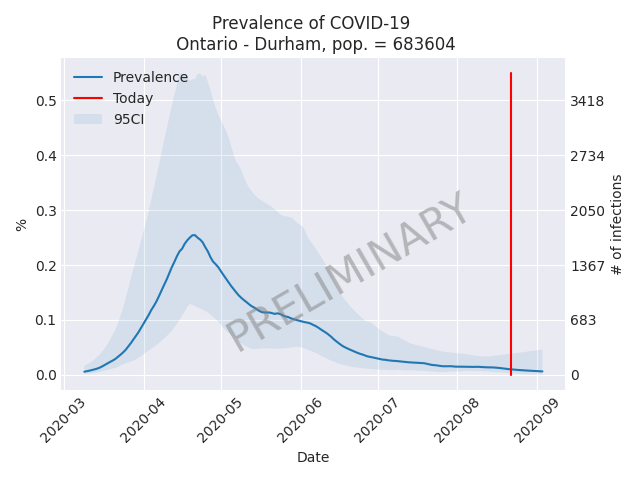 Prevalence of COVID-19
Ontario - Durham, pop. = 683604
Prevalence
Today
95CI
0.5
0.4
0.3
0.2
0.1
0.0
%
3418
2734
2050
1367
683
0
# of infections
PRELIMINARY
2020-03
2020-04
2020-05
2020-06
2020-07
2020-08
2020-09
Date